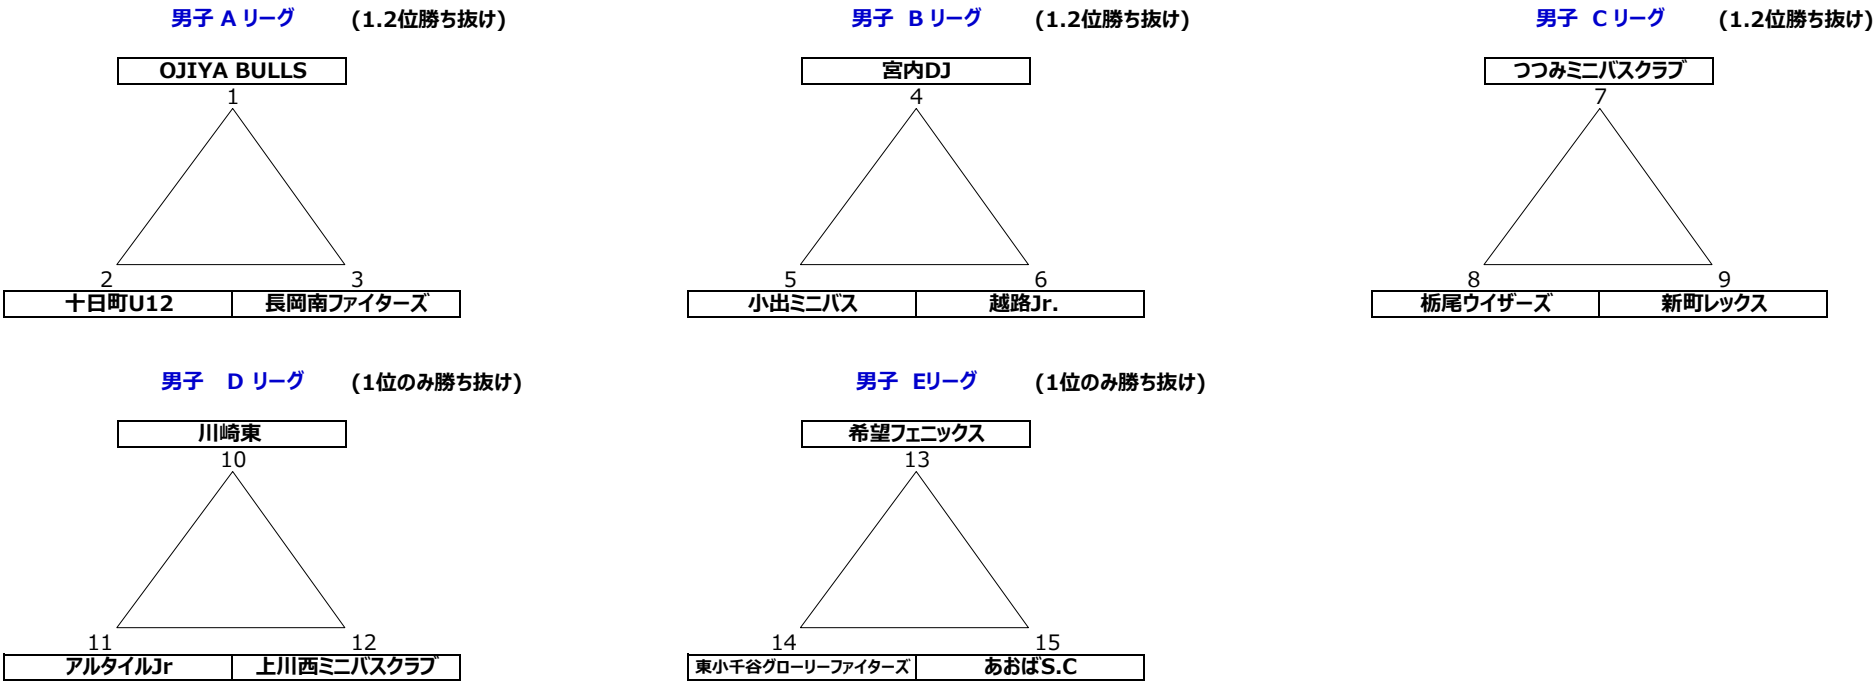 男子 A リーグ (1.2位勝ち抜け)
OJIYA BULLS
1
2 3
十日町U12 長岡南ファイターズ
男子 B リーグ (1.2位勝ち抜け)
宮内DJ
4
5 6
小出ミニバス 越路Jr.
男子 C リーグ (1.2位勝ち抜け)
つつみミニバスクラブ
7
8 9
栃尾ウイザーズ 新町レックス
男子 D リーグ (1位のみ勝ち抜け)
川崎東
10
11 12
アルタイルJr 上川西ミニバスクラブ
男子 Eリーグ (1位のみ勝ち抜け)
希望フェニックス
13
14 15
東小千谷グローリーファイターズ あおばS.C